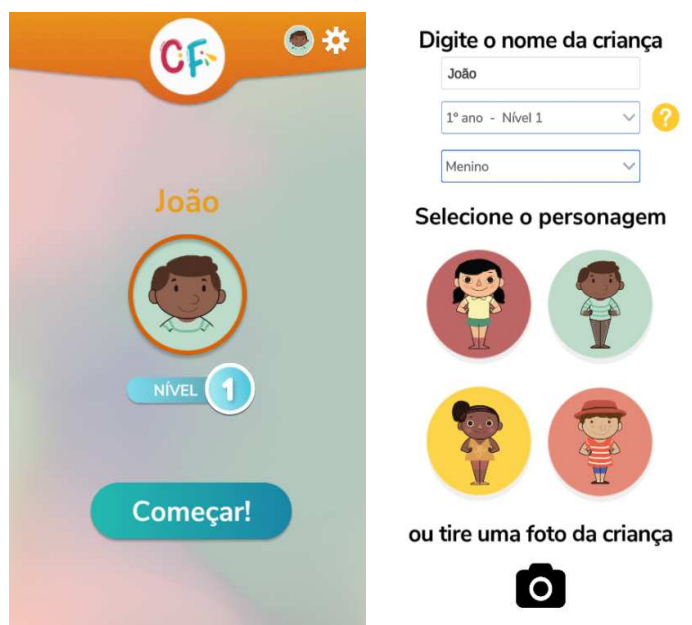 CF
João
NÍVEL 1
Começar!
Digite o nome da criança
João
1º ano - Nível 1
?
Menino
Selecione o personagem
ou tire uma foto da criança